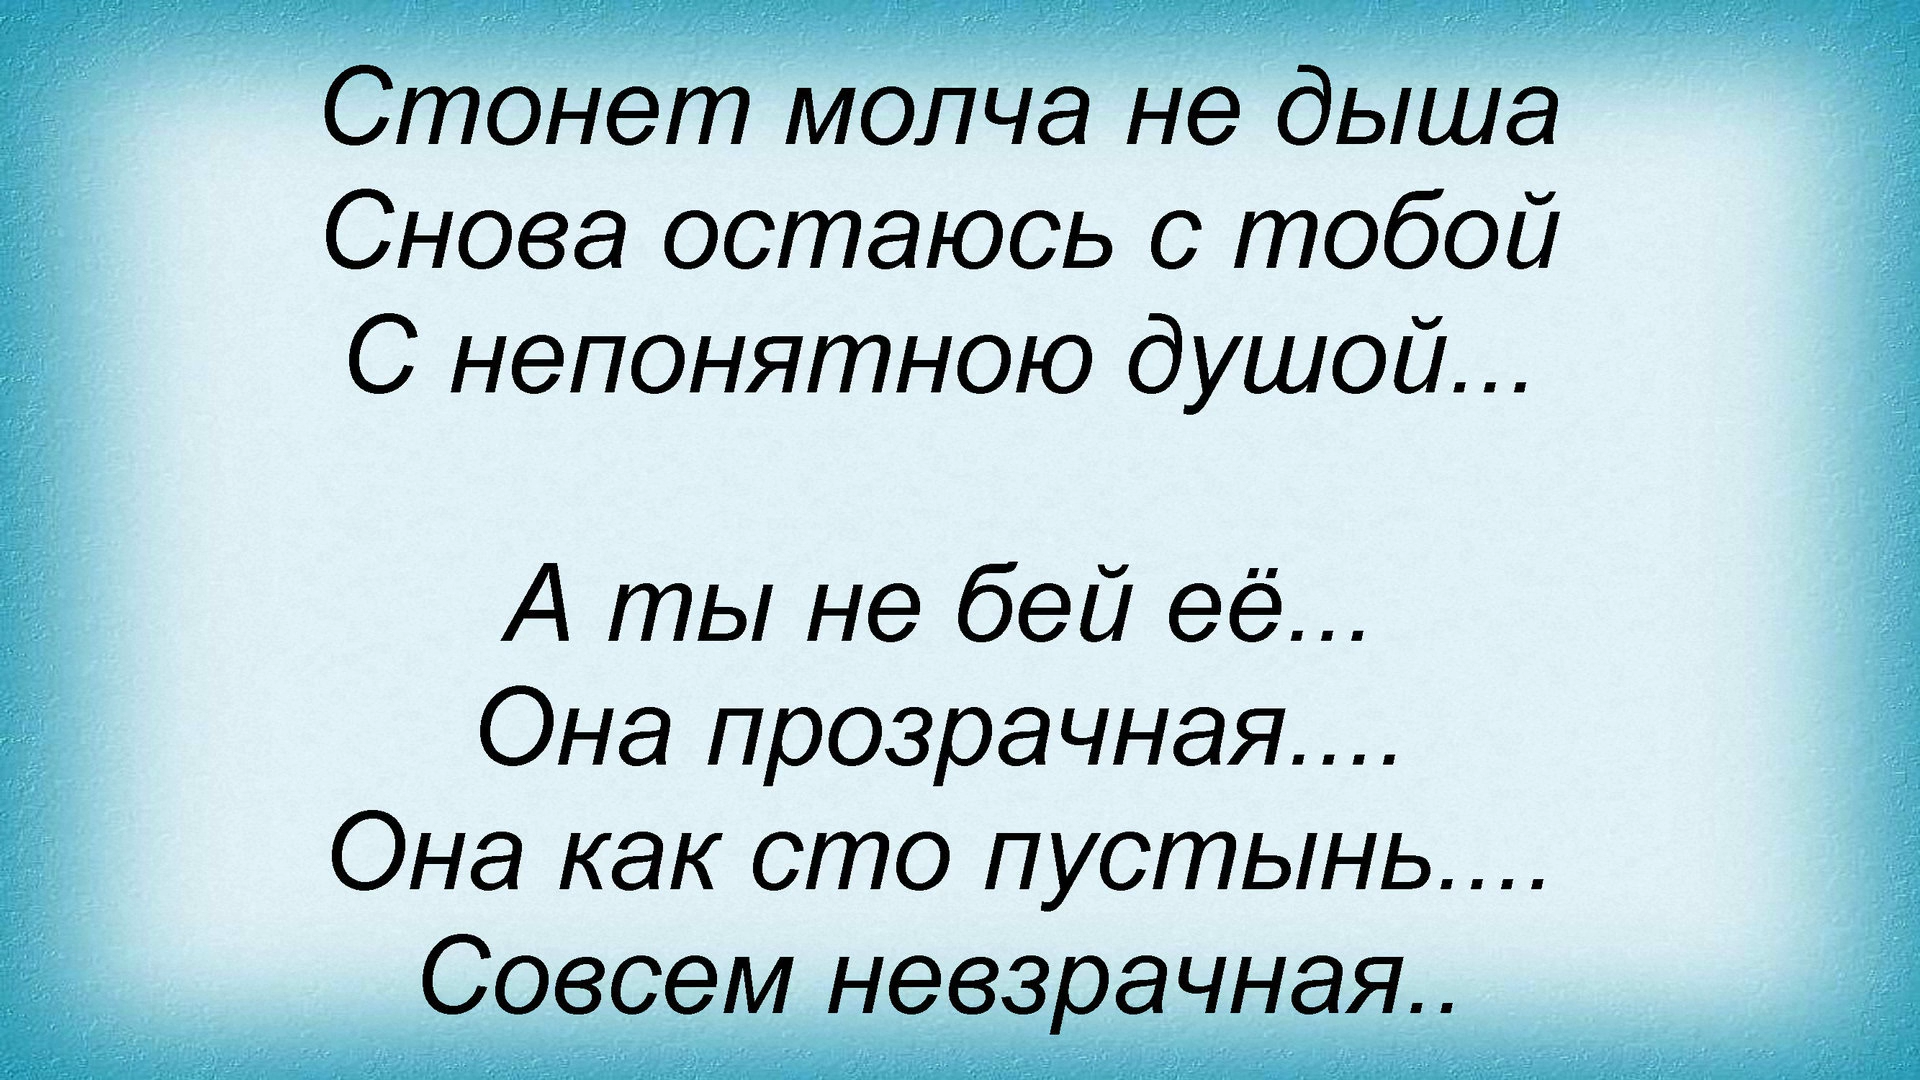 Стонет молча не дыша
Снова остаюсь с тобой
С непонятною душой...
А ты не бей её...
Она прозрачная....
Она как сто пустынь....
Совсем невзрачная..